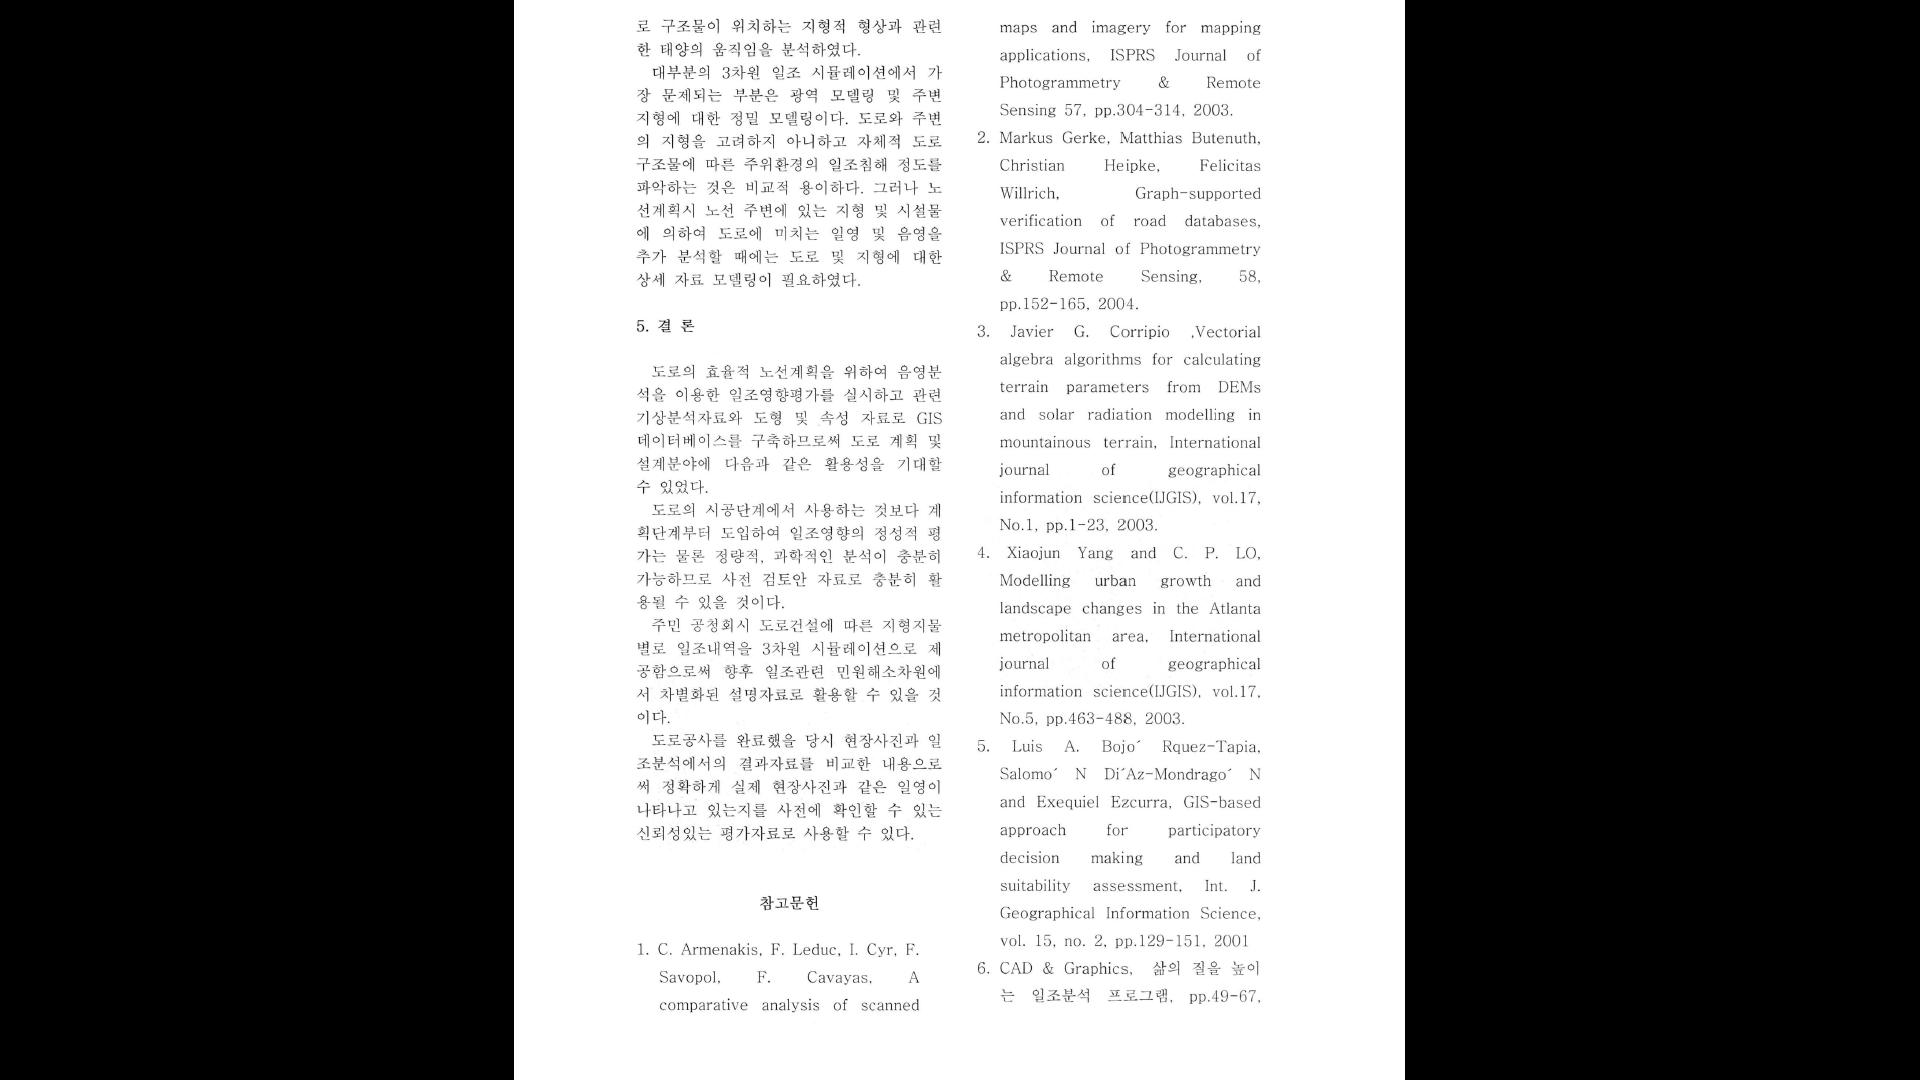 로 구조물이 위치하는 지형적 형상과 관련
한 태양의 움직임을 분석하였다.
대부분의 3차원 일조 시뮬레이션에서 가
장 문제되는 부분은 광역 모델링 및 주변
지형에 대한 정밀 모델링이다. 도로와 주변
의 지형을 고려하지 아니하고 자체적 도로
구조물에 따른 주위환경의 일조침해 정도를
파악하는 것은 비교적 용이하다. 그러나 노
선계획시 노선 주변에 있는 지형 및 시설물
에 의하여 도로에 미치는 일영 및 음영을
추가 분석할 때에는 도로 및 지형에 대한
상세 자료 모델링이 필요하였다.
5. 결 론
도로의 효율적 노선계획을 위하여 음영분
석을 이용한 일조영향평가를 실시하고 관련
기상분석자료와 도형 및 속성 자료로 GIS
데이터베이스를 구축하므로써 도로 계획 및
설계분야에 다음과 같은 활용성을 기대할
수 있었다.
도로의 시공단계에서 사용하는 것보다 계
획단계부터 도입하여 일조영향의 정성적 평
가는 물론 정량적, 과학적인 분석이 충분히
가능하므로 사전 검토안 자료로 충분히 활
용될 수 있을 것이다.
주민 공청회시 도로건설에 따른 지형지물
별로 일조내역을 3차원 시뮬레이션으로 제
공함으로써 향후 일조관련 민원해소차원에
서 차별화된 설명자료로 활용할 수 있을 것
이다.
도로공사를 완료했을 당시 현장사진과 일
조분석에서의 결과자료를 비교한 내용으로
써 정확하게 실제 현장사진과 같은 일영이
나타나고 있는지를 사전에 확인할 수 있는
신뢰성있는 평가자료로 사용할 수 있다.
참고문헌
1. C. Armenakis, F. Leduc, I. Cyr, F.
Savopol, F. Cavayas, A
comparative analysis of scanned
maps and imagery for mapping
applications, ISPRS Journal of
Photogrammetry & Remote
Sensing 57, pp.304-314, 2003.
2. Markus Gerke, Matthias Butenuth,
Christian Heipke, Felicitas
Willrich, Graph-supported
verification of road databases,
ISPRS Journal of Photogrammetry
& Remote Sensing, 58,
pp.152-165, 2004.
3. Javier G. Corripio ,Vectorial
algebra algorithms for calculating
terrain parameters from DEMs
and solar radiation modelling in
mountainous terrain, International
journal of geographical
information science(IJGIS), vol.17,
No.1, pp.1-23, 2003.
4. Xiaojun Yang and C. P. LO,
Modelling urban growth and
landscape changes in the Atlanta
metropolitan area, International
journal of geographical
information science(IJGIS), vol.17,
No.5, pp.463-488, 2003.
5. Luis A. Bojo´ Rquez-Tapia,
Salomo´ N Di´Az-Mondrago´ N
and Exequiel Ezcurra, GIS-based
approach for participatory
decision making and land
suitability assessment, Int. J.
Geographical Information Science,
vol. 15, no. 2, pp.129-151, 2001
6. CAD & Graphics, 삶의 질을 높이
는 일조분석 프로그램, pp.49-67,